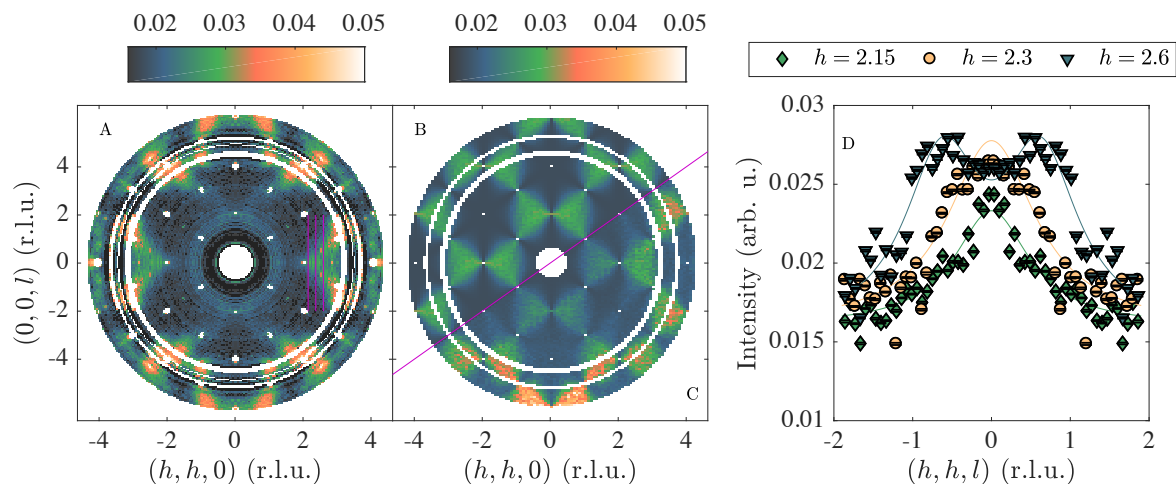 0.02 0.03 0.04 0.05 0.02 0.03 0.04 0.05
h = 2.15 h = 2.3 h = 2.6
A B D C
4
2
0
-2
-4
(0, 0, l) (r.l.u.)
-4 -2 0 2 4 -4 -2 0 2 4
(h, h, 0) (r.l.u.) (h, h, 0) (r.l.u.)
0.03
0.025
0.02
0.015
0.01
Intensity (arb. u.)
-2 -1 0 1 2
(h, h, l) (r.l.u.)